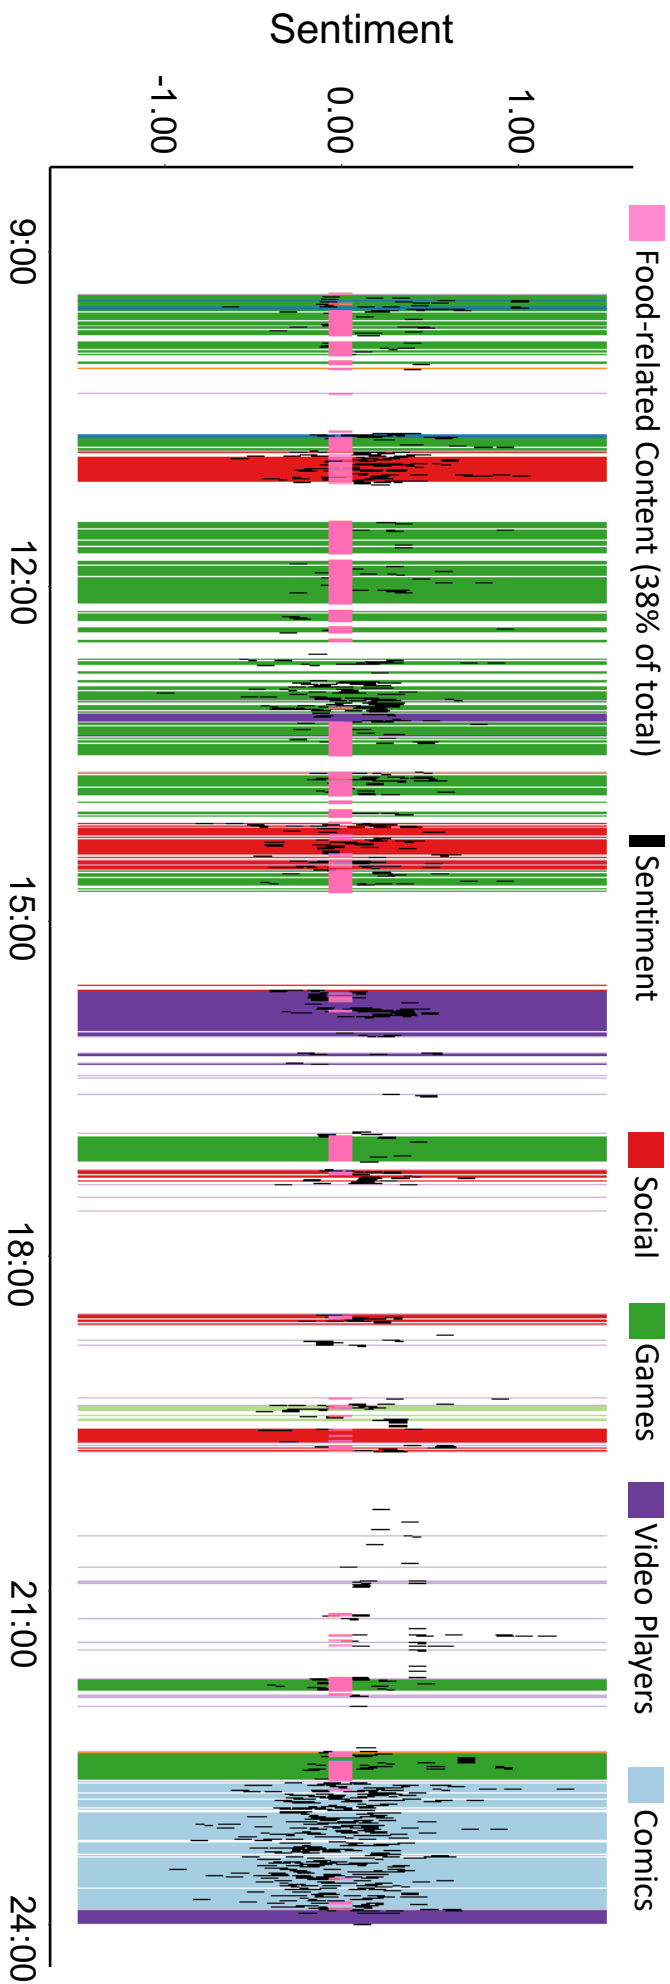 Food-related Content (38% of total)
Sentiment
Social
Games
Video Players
Comics
Sentiment
1.00
0.00
-1.00
9:00
12:00
15:00
18:00
21:00
24:00